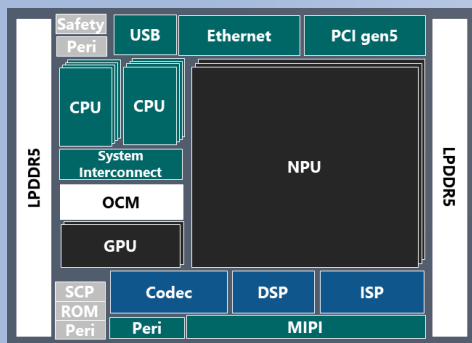 LPDDR5
Safety
Peri
USB
Ethernet
PCI gen5
CPU
CPU
System
Interconnect
OCM
GPU
NPU
LPDDR5
SCP
ROM
Peri
Codec
DSP
ISP
Peri
MIPI